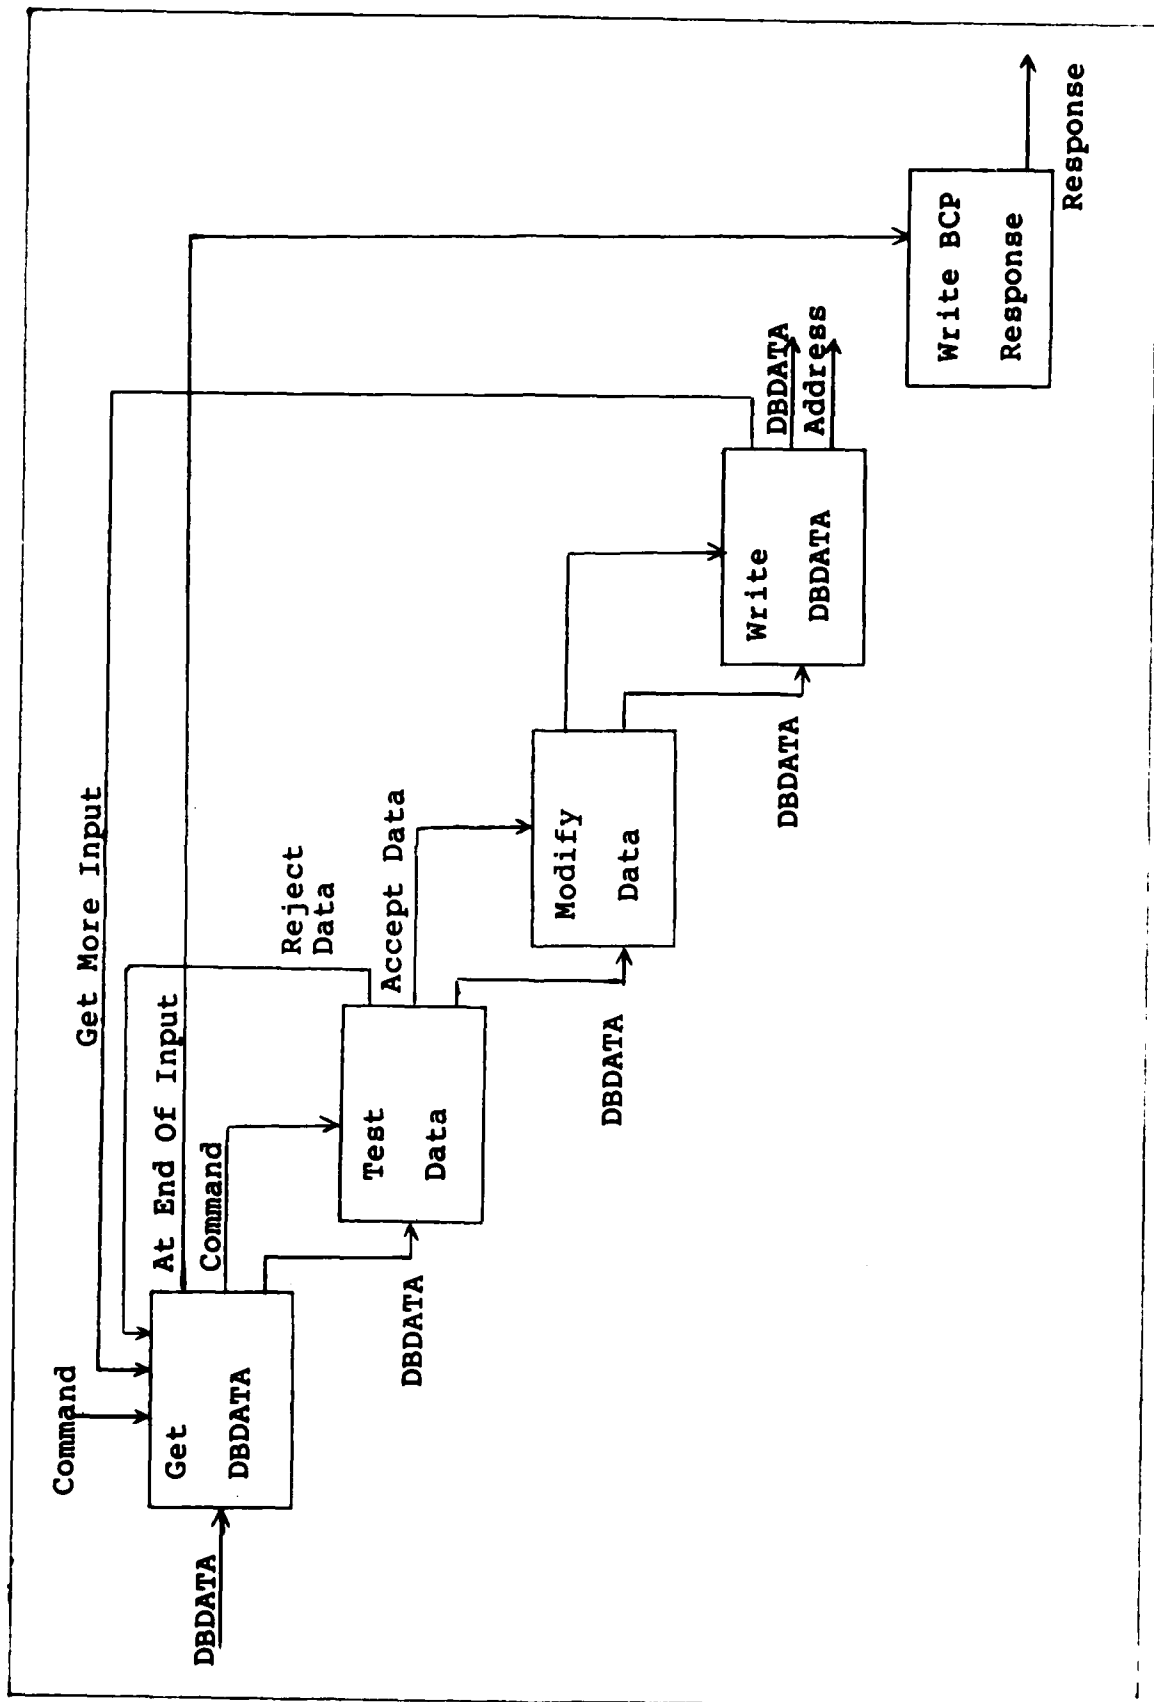 Get More Input
Command
At End Of Input
Reject
Data
Command
Accept Data
Get
DBDATA
DBDATA
Test
Data
DBDATA
Modify
Data
DBDATA
Write
DBDATA
DBDATA
DBDATA
Address
Write BCP
Response
Response